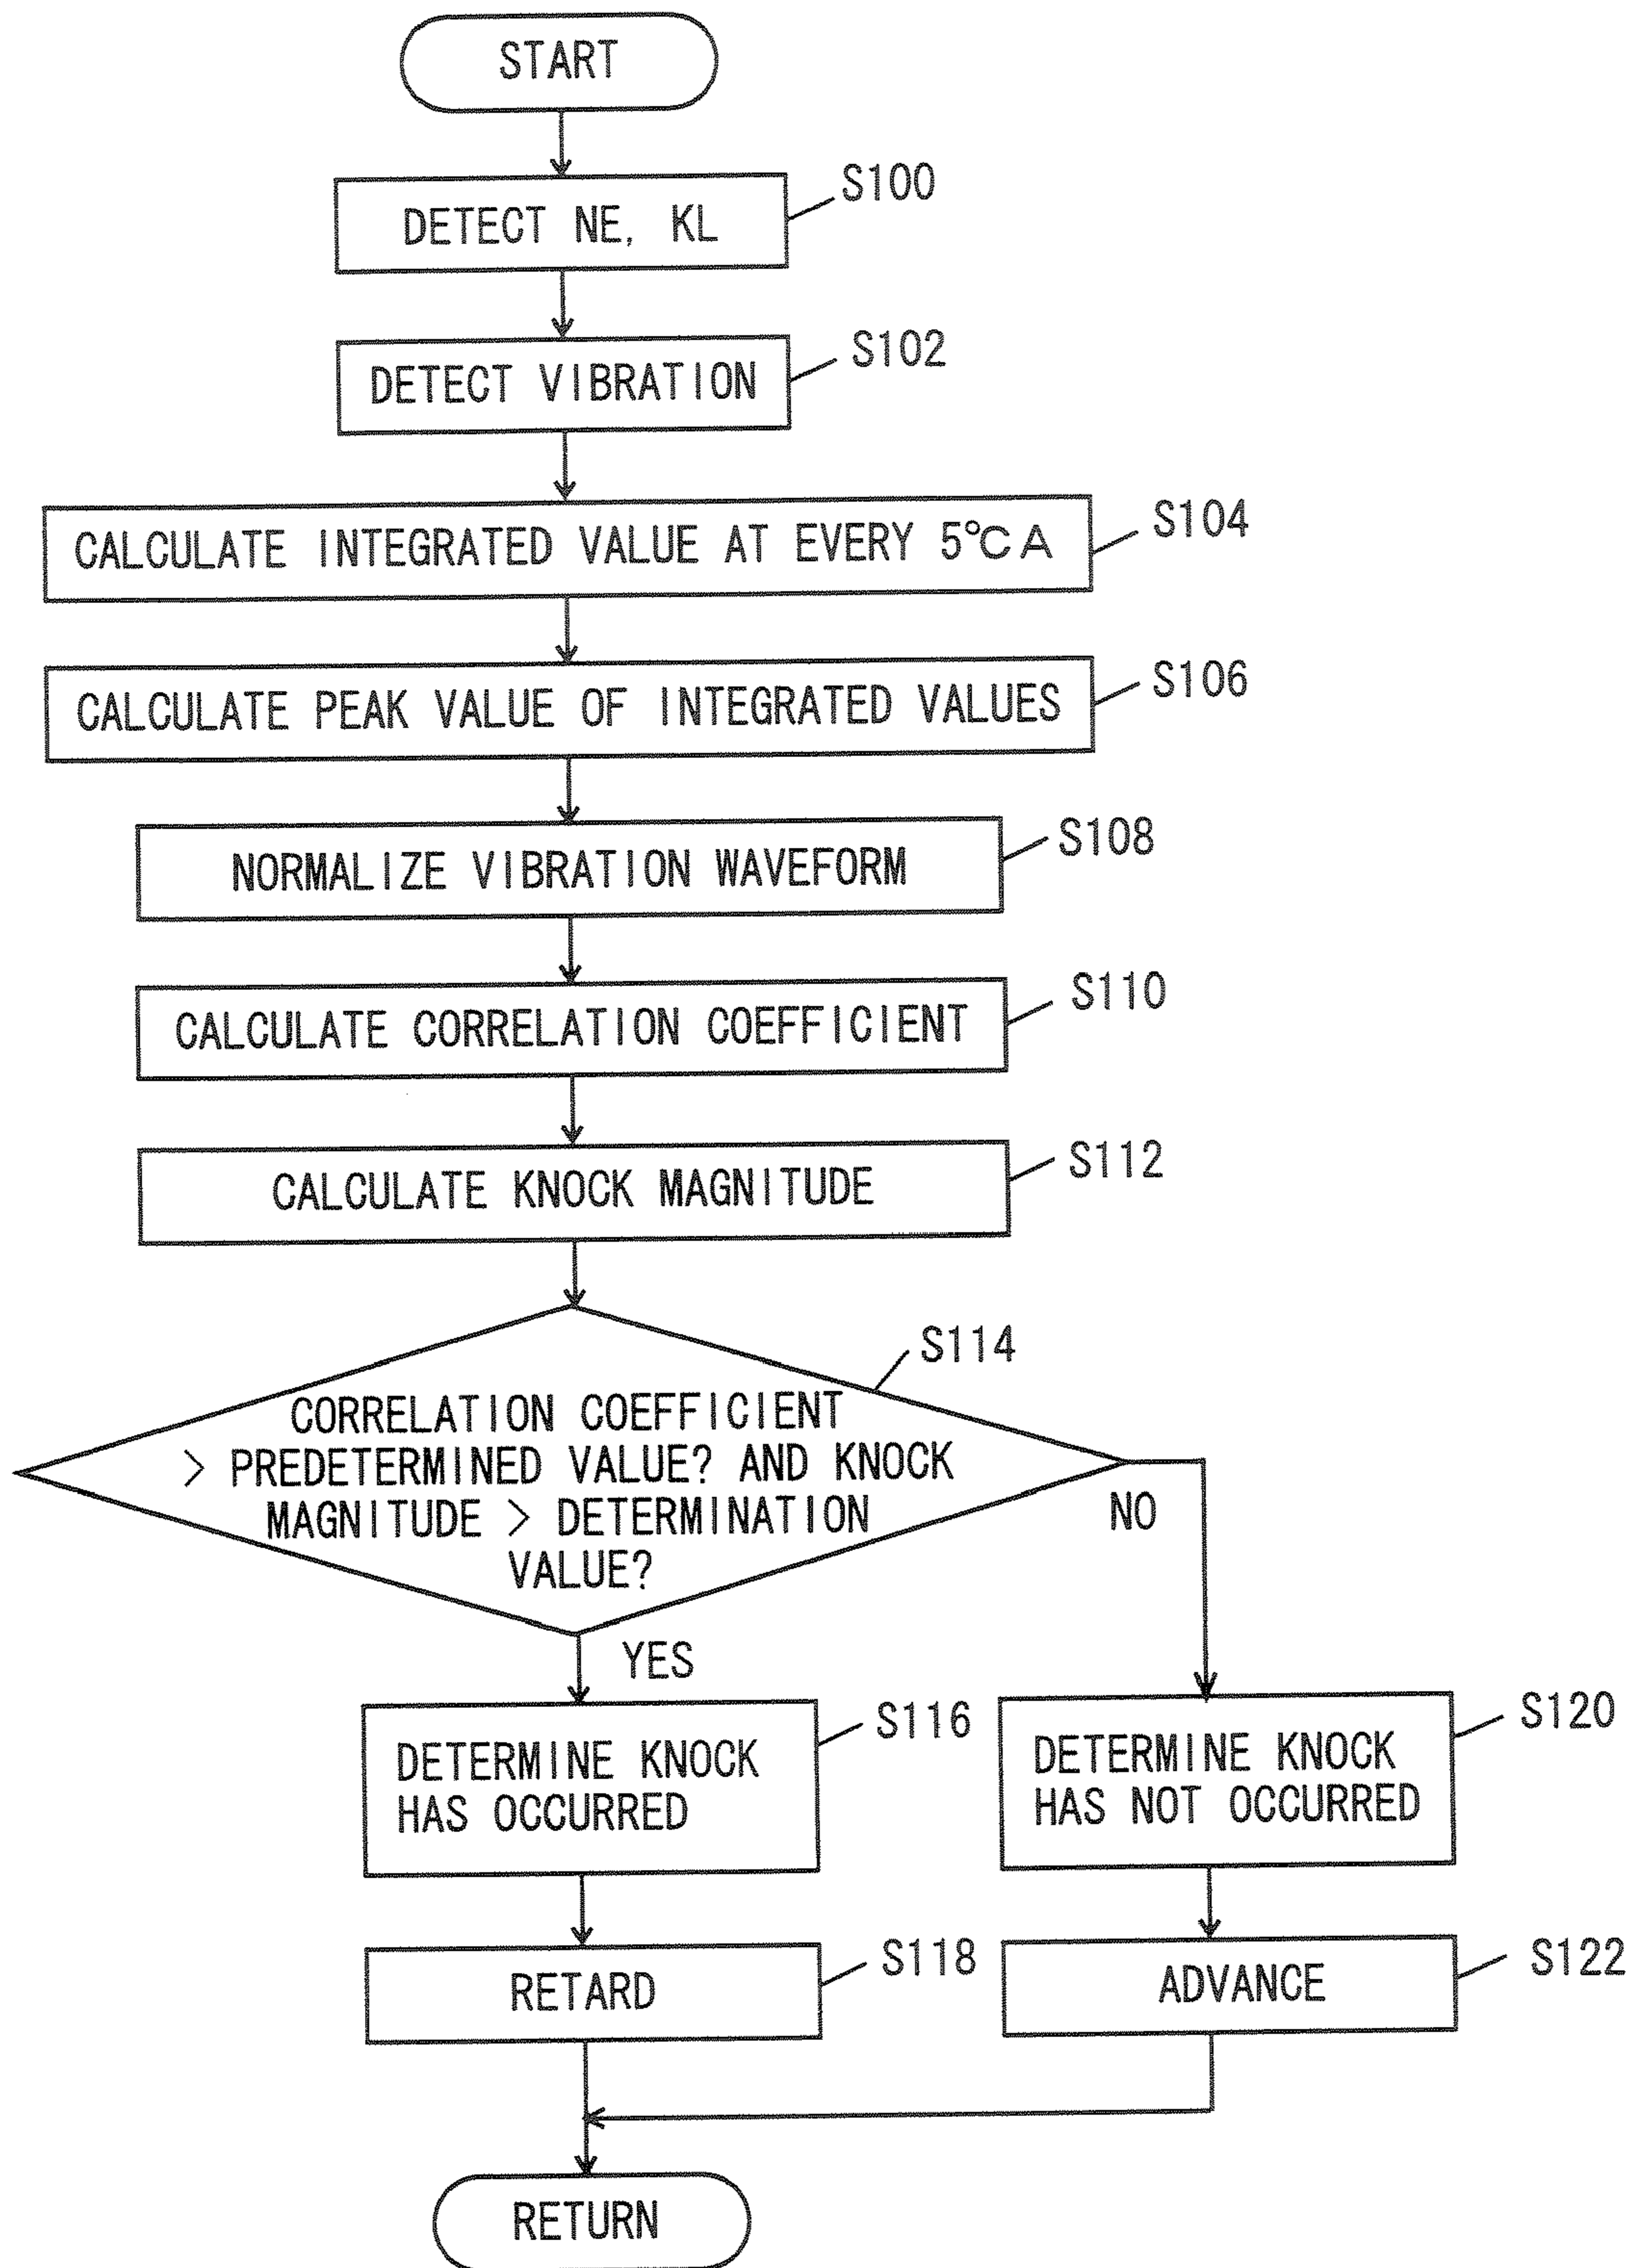 START
S100
DETECT NE, KL
S102
DETECT VIBRATION
S104
CALCULATE INTEGRATED VALUE AT EVERY 5°CA
S106
CALCULATE PEAK VALUE OF INTEGRATED VALUES
S108
NORMALIZE VIBRATION WAVEFORM
S110
CALCULATE CORRELATION COEFFICIENT
S112
CALCULATE KNOCK MAGNITUDE
S114
CORRELATION COEFFICIENT
> PREDETERMINED VALUE? AND KNOCK
MAGNITUDE > DETERMINATION
VALUE?
NO
YES
S116
DETERMINE KNOCK
HAS OCCURRED
S120
DETERMINE KNOCK
HAS NOT OCCURRED
S118
RETARD
S122
ADVANCE
RETURN